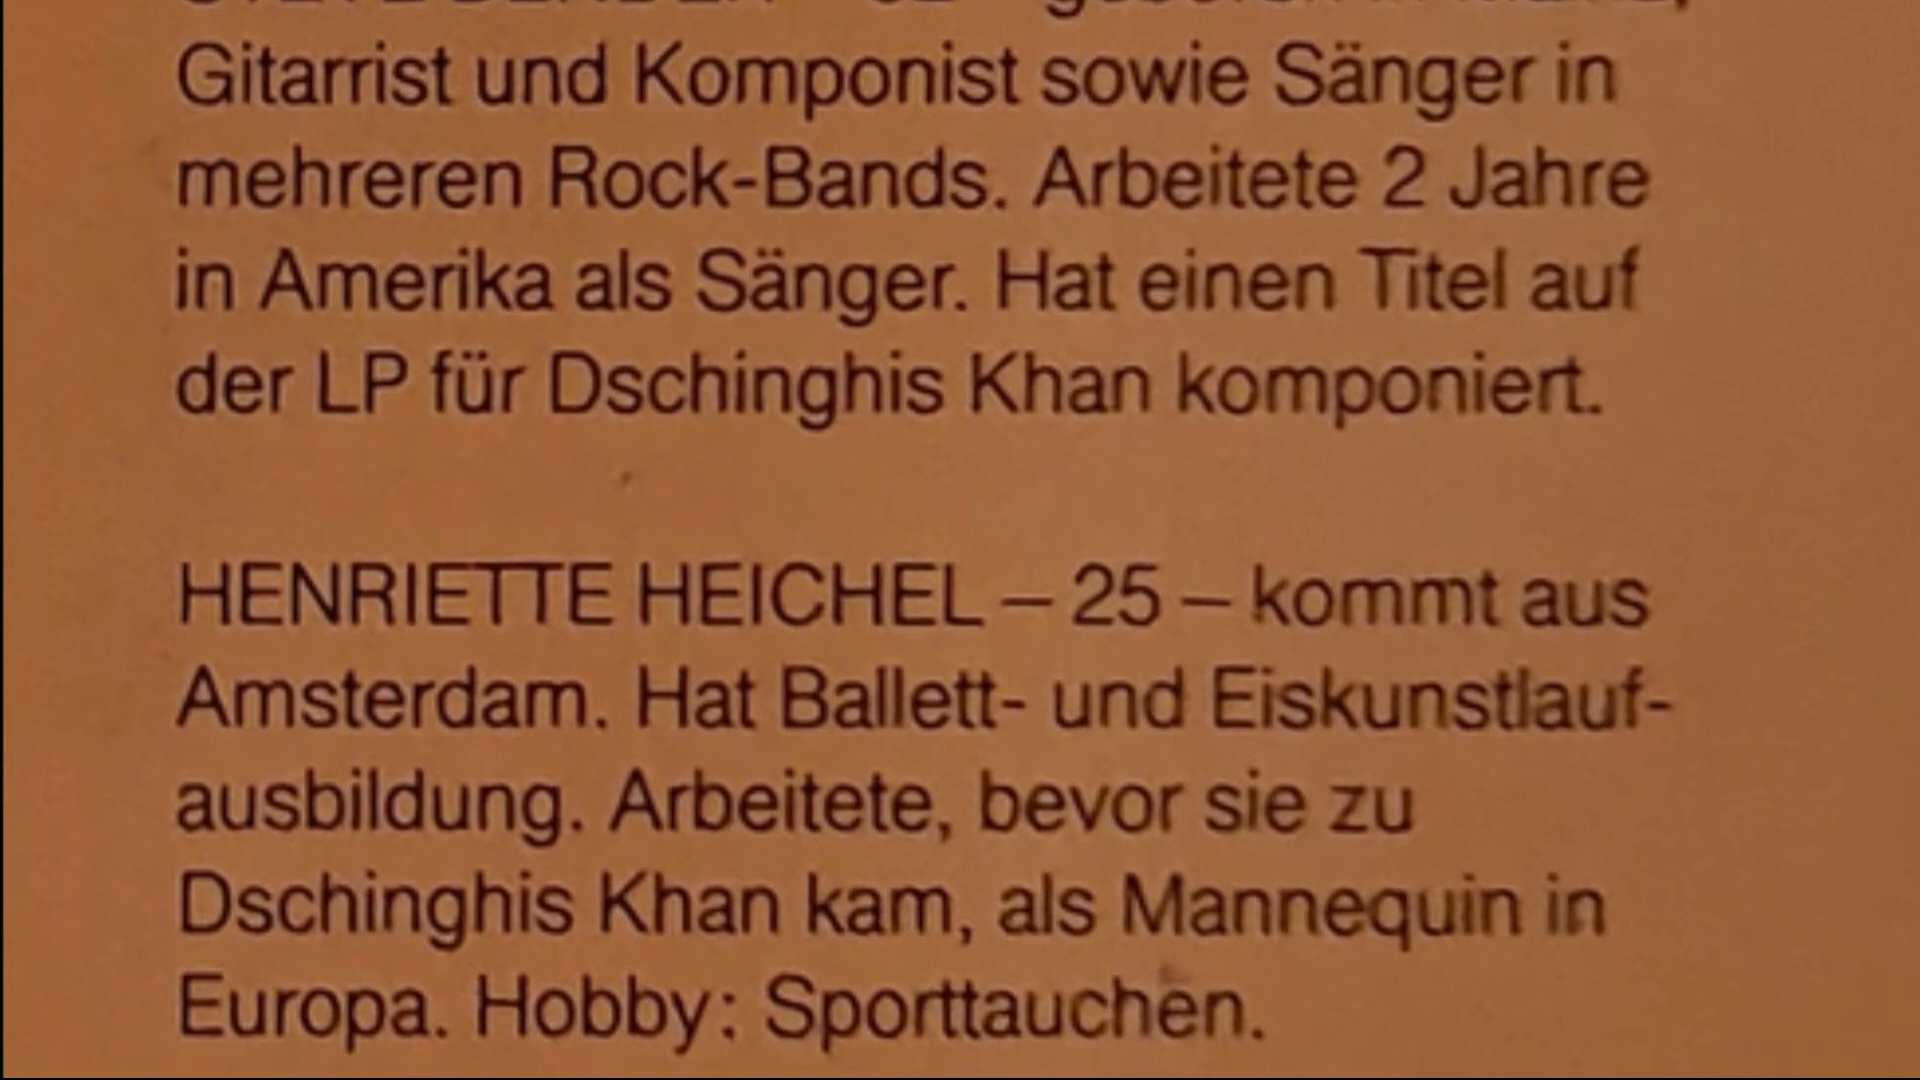 Gitarrist und Komponist sowie Sänger in
mehreren Rock-Bands. Arbeitete 2 Jahre
in Amerika als Sänger. Hat einen Titel auf
der LP für Dschinghis Khan komponiert.
HENRIETTE HEICHEL – 25 – kommt aus
Amsterdam. Hat Ballett- und Eiskunstlauf-
ausbildung. Arbeitete, bevor sie zu
Dschinghis Khan kam, als Mannequin in
Europa. Hobby: Sporttauchen.